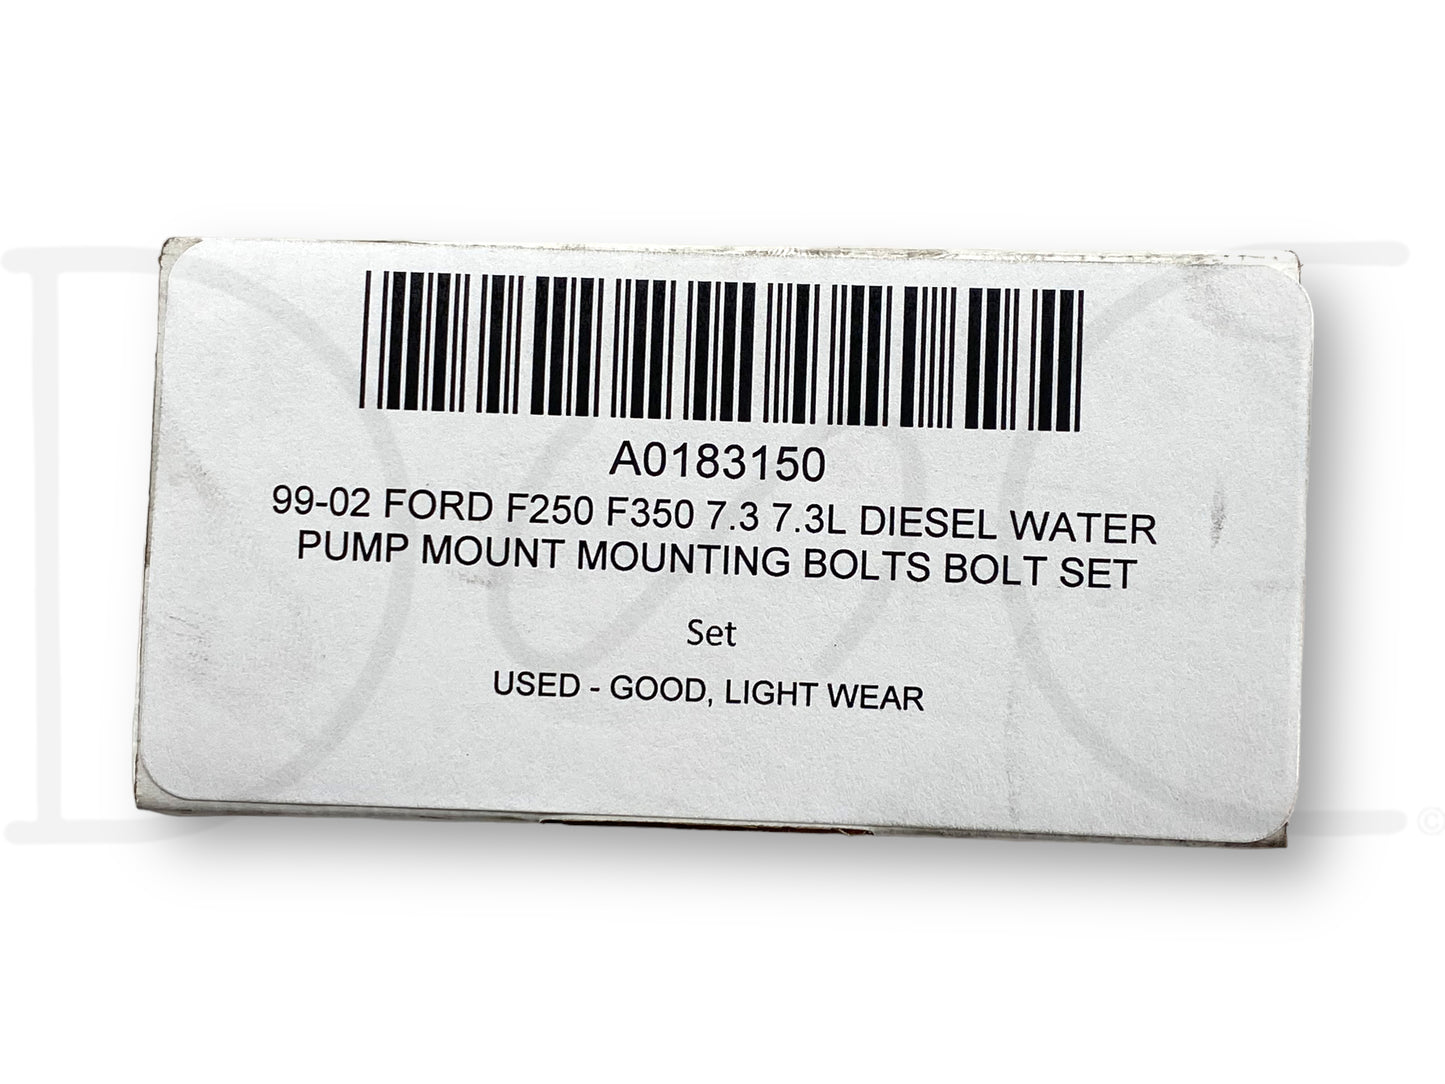 A0183150
99-02 FORD F250 F350 7.3 7.3L DIESEL WATER
PUMP MOUNT MOUNTING BOLTS BOLT SET
Set
USED - GOOD, LIGHT WEAR